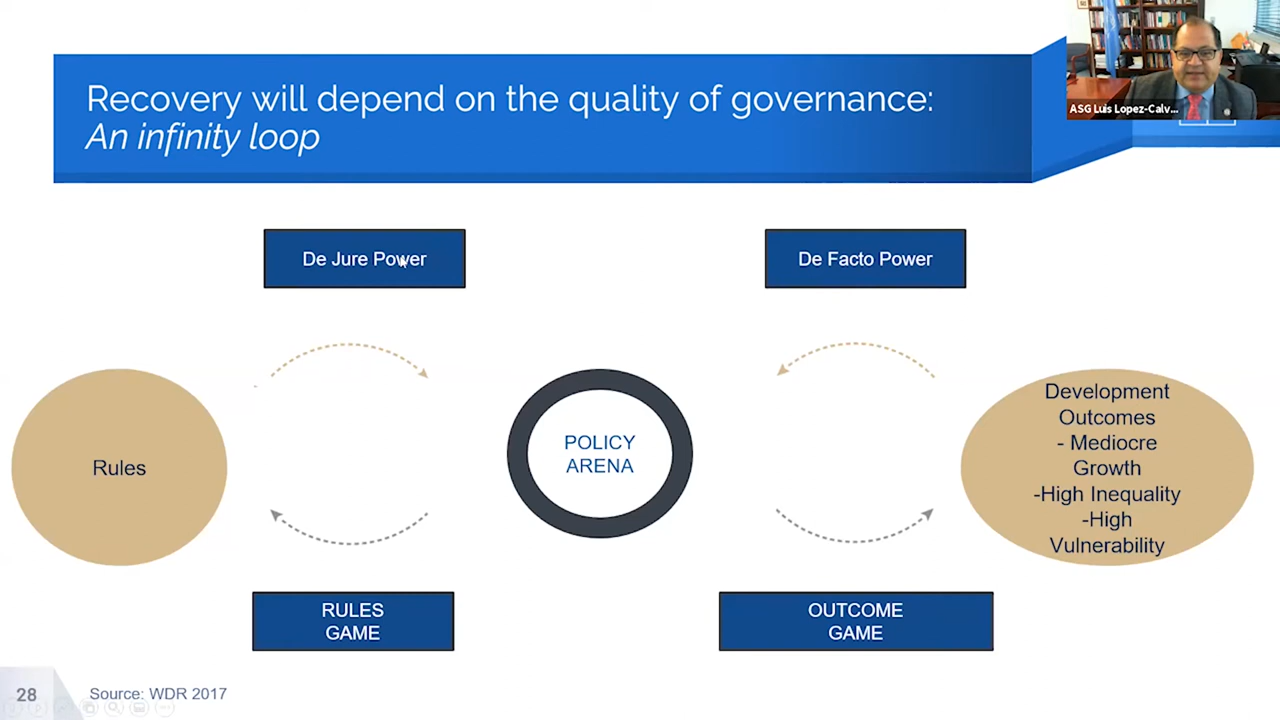 Recovery will depend on the quality of governance:
An infinity loop
ASG Luis Lopez-Calv...
De Jure Power
De Facto Power
Rules
POLICY
ARENA
Development
Outcomes
- Mediocre
Growth
-High Inequality
-High
Vulnerability
RULES
GAME
OUTCOME
GAME
28
Source: WDR 2017